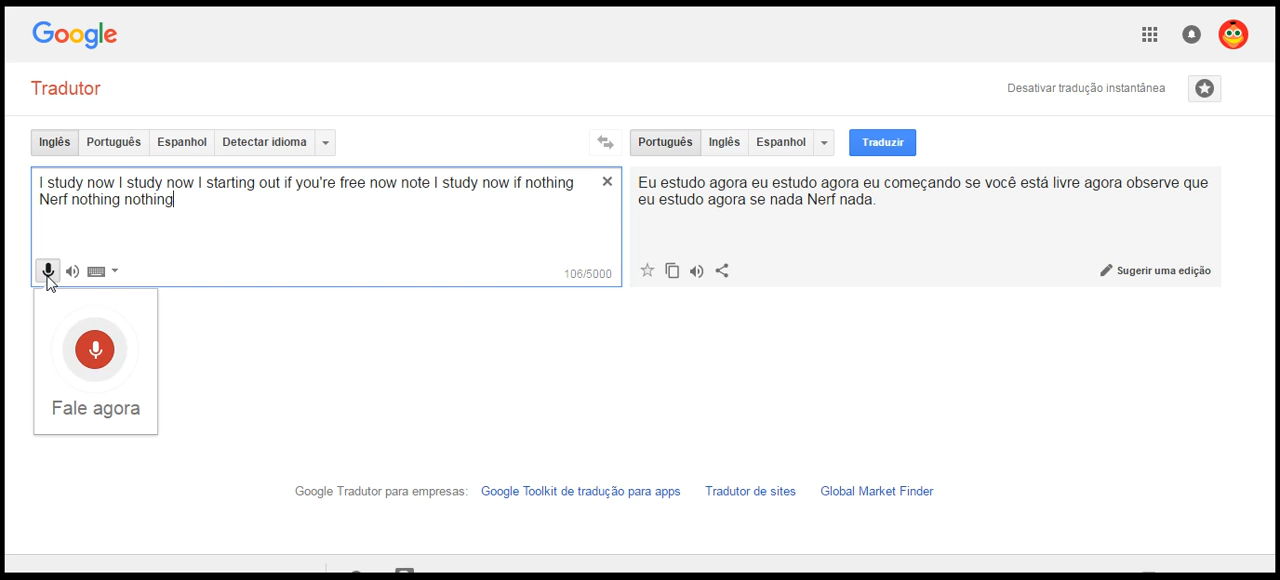 Google
Tradutor
Desativar tradução instantânea
Inglês Português Espanhol Detectar idioma
Português Inglês Espanhol Traduzir
I study now I study now I starting out if you're free now note I study now if nothing
Nerf nothing nothing
106/5000
Eu estudo agora eu estudo agora eu começando se você está livre agora observe que
eu estudo agora se nada Nerf nada.
Sugerir uma edição
Fale agora
Google Tradutor para empresas: Google Toolkit de tradução para apps Tradutor de sites Global Market Finder